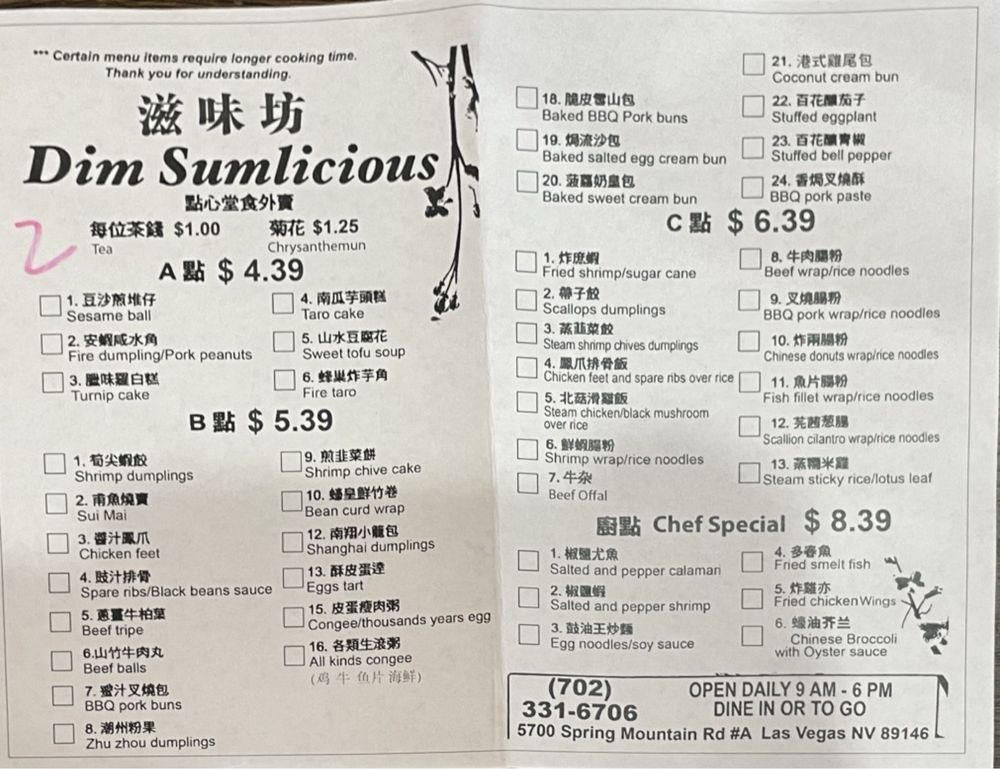 *** Certain menu items require longer cooking time.
Thank you for understanding.
滋味坊
Dim Sumlicious
點心堂食外賣
2
每位茶錢 $1.00
Tea
菊花 $1.25
Chrysanthemun
A 點 $ 4.39
1. 豆沙煎堆仔
Sesame ball
2. 安蝦咸水角
Fire dumpling/Pork peanuts
3. 臘味蘿白糕
Turnip cake
4. 南瓜芋頭糕
Taro cake
5. 山水豆腐花
Sweet tofu soup
6. 蜂巢炸芋角
Fire taro
B 點 $ 5.39
1. 荀尖蝦餃
Shrimp dumplings
2. 甫魚燒賣
Sui Mai
3. 醬汁鳳爪
Chicken feet
4. 豉汁排骨
Spare ribs/Black beans sauce
5. 蔥薑牛柏葉
Beef tripe
6.山竹牛肉丸
Beef balls
7. 蜜汁叉燒包
BBQ pork buns
8. 潮州粉果
Zhu zhou dumplings
9. 煎韭菜餅
Shrimp chive cake
10. 蠔皇鮮竹卷
Bean curd wrap
12. 南翔小籠包
Shanghai dumplings
13. 酥皮蛋達
Eggs tart
15. 皮蛋瘦肉粥
Congee/thousands years egg
16. 各類生滾粥
All kinds congee
(鸡 牛 鱼片 海鲜)
18. 脆皮雪山包
Baked BBQ Pork buns
19. 焗流沙包
Baked salted egg cream bun
20. 菠蘿奶皇包
Baked sweet cream bun
21. 港式雞尾包
Coconut cream bun
22. 百花釀茄子
Stuffed eggplant
23. 百花釀青椒
Stuffed bell pepper
24. 香焗叉燒酥
BBQ pork paste
C 點 $ 6.39
1. 炸庶蝦
Fried shrimp/sugar cane
2. 帶子餃
Scallops dumplings
3. 蒸韮菜餃
Steam shrimp chives dumplings
4. 鳳爪排骨飯
Chicken feet and spare ribs over rice
5. 北菇滑雞飯
Steam chicken/black mushroom
over rice
6. 鮮蝦腸粉
Shrimp wrap/rice noodles
7. 牛杂
Beef Offal
8. 牛肉腸粉
Beef wrap/rice noodles
9. 叉燒腸粉
BBQ pork wrap/rice noodles
10. 炸兩腸粉
Chinese donuts wrap/rice noodles
11. 魚片腸粉
Fish fillet wrap/rice noodles
12. 芫茜葱腸
Scallion cilantro wrap/rice noodles
13. 蒸糯米雞
Steam sticky rice/lotus leaf
廚點 Chef Special $ 8.39
1. 椒鹽尤魚
Salted and pepper calamari
2. 椒鹽蝦
Salted and pepper shrimp
3. 鼓油王炒麵
Egg noodles/soy sauce
4. 多春魚
Fried smelt fish
5. 炸雞亦
Fried chicken Wings
6. 蠔油芥兰
Chinese Broccoli
with Oyster sauce
(702)
331-6706
OPEN DAILY 9 AM - 6 PM
DINE IN OR TO GO
5700 Spring Mountain Rd #A Las Vegas NV 89146